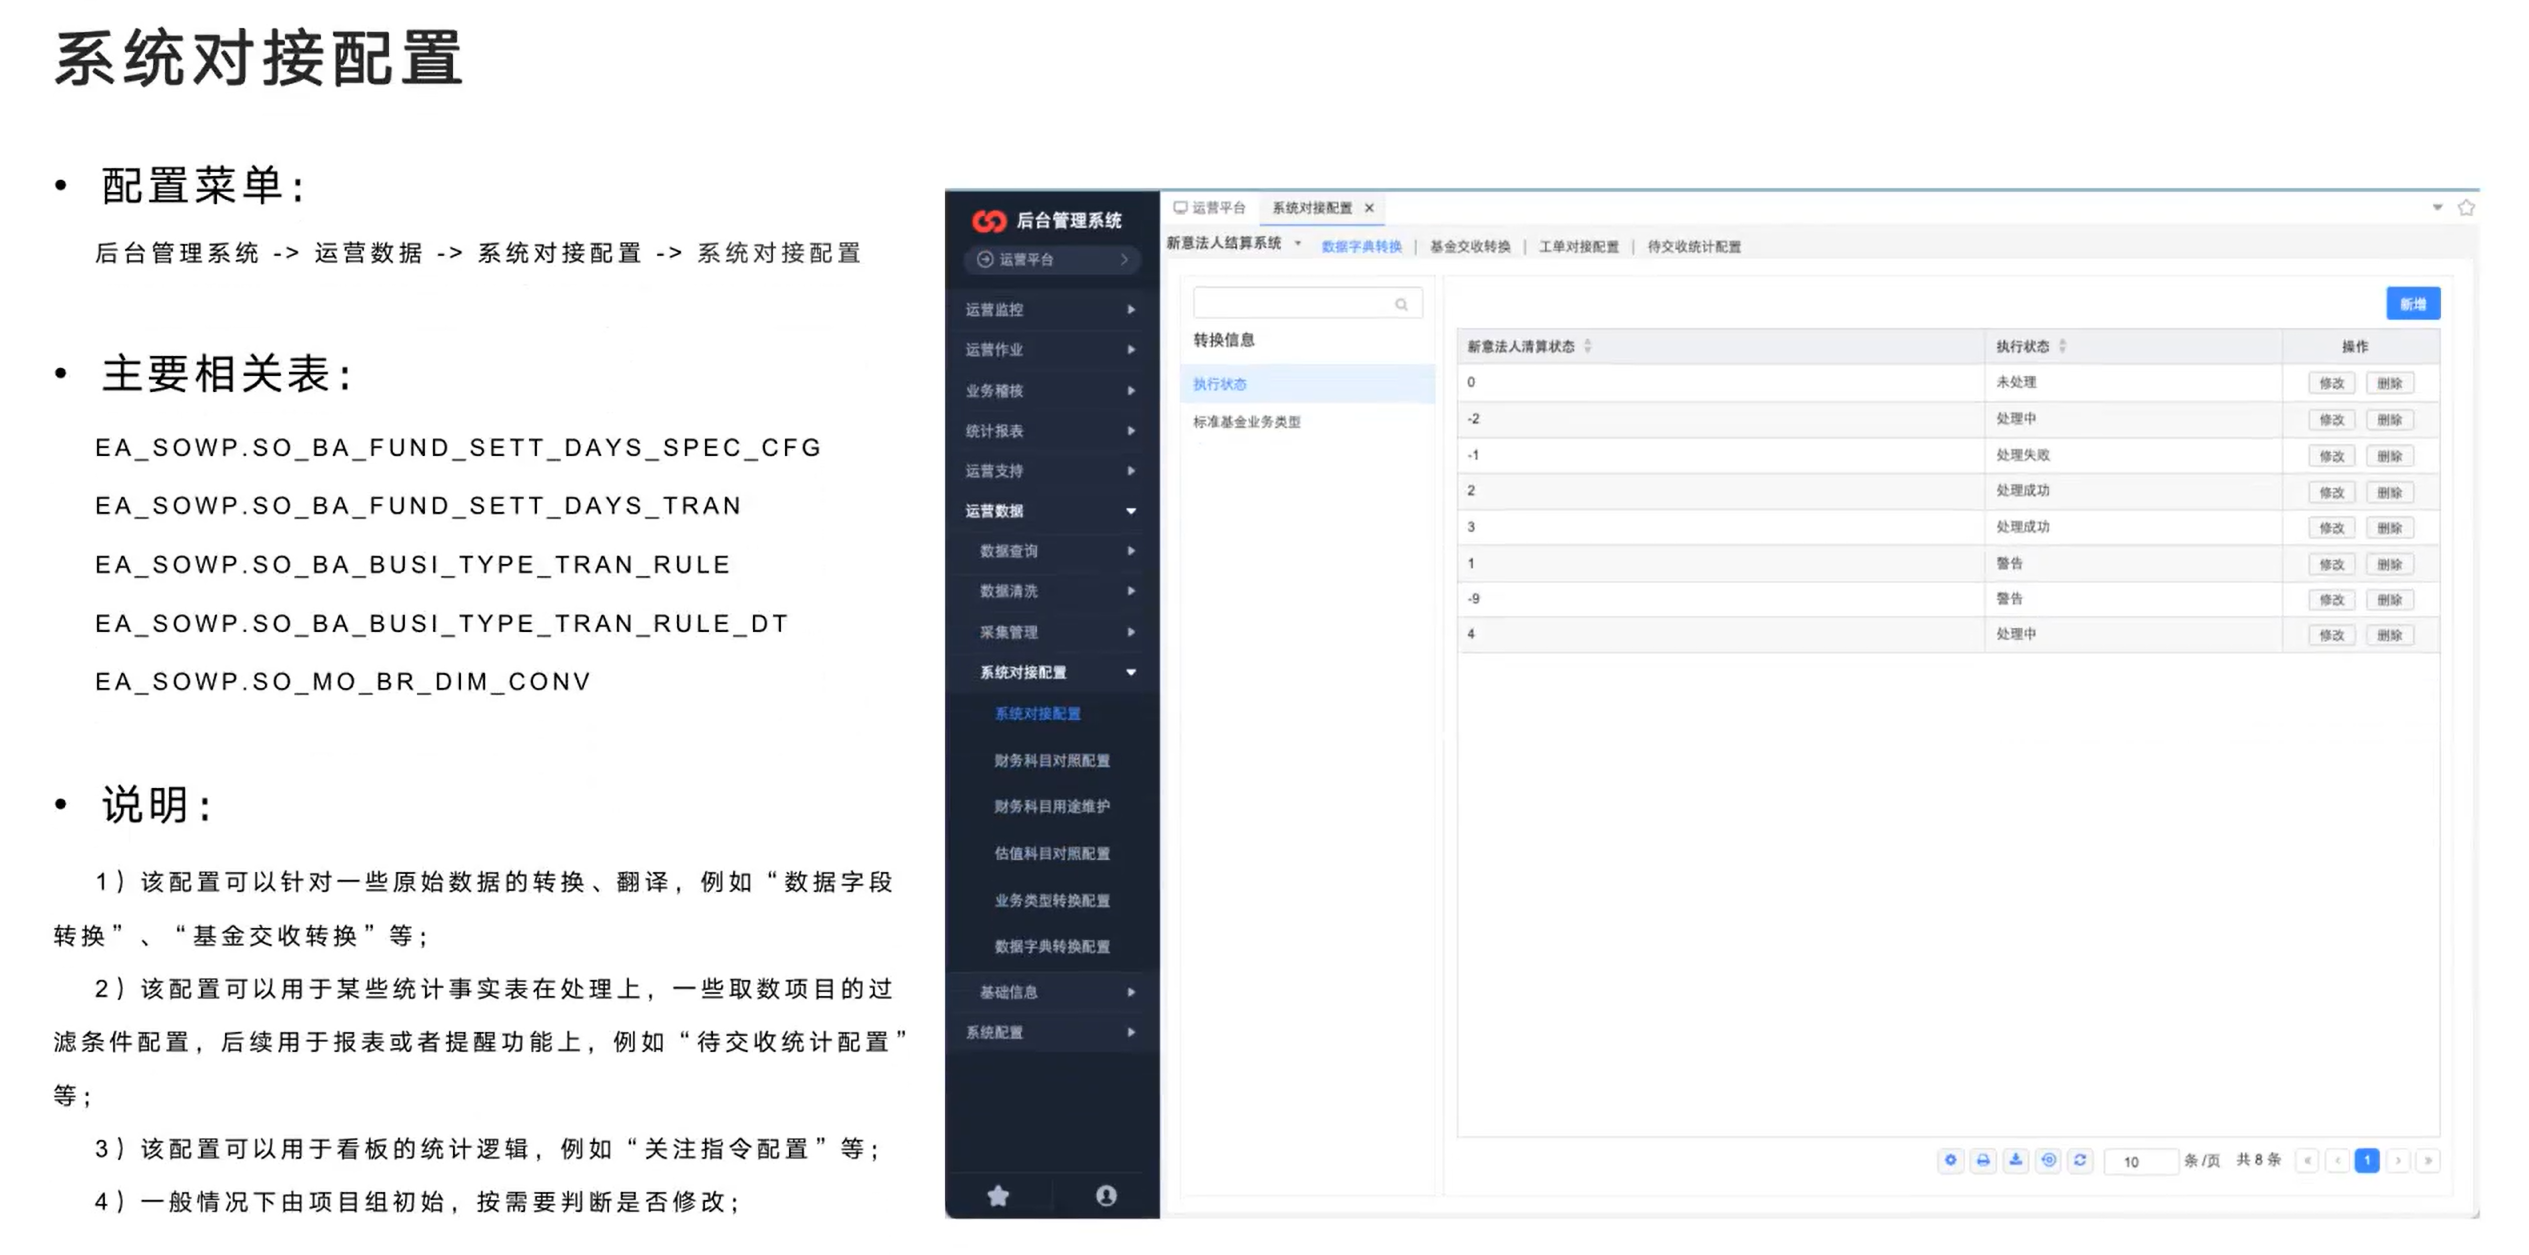 系统对接配置
• 配置菜单：
后台管理系统 -> 运营数据 -> 系统对接配置 -> 系统对接配置
• 主要相关表：
EA_SOWP.SO_BA_FUND_SETT_DAYS_SPEC_CFG
EA_SOWP.SO_BA_FUND_SETT_DAYS_TRAN
EA_SOWP.SO_BA_BUSI_TYPE_TRAN_RULE
EA_SOWP.SO_BA_BUSI_TYPE_TRAN_RULE_DT
EA_SOWP.SO_MO_BR_DIM_CONV
• 说明：
1）该配置可以针对一些原始数据的转换、翻译，例如“数据字段
转换”、“基金交收转换”等；
2）该配置可以用于某些统计事实表在处理上，一些取数项目的过
滤条件配置，后续用于报表或者提醒功能上，例如“待交收统计配置”
等；
3）该配置可以用于看板的统计逻辑，例如“关注指令配置”等；
4）一般情况下由项目组初始，按需要判断是否修改；
后台管理系统
运营平台
运营监控
运营作业
业务稽核
统计报表
运营支持
运营数据
数据查询
数据清洗
采集管理
系统对接配置
系统对接配置
财务科目对照配置
财务科目用途维护
估值科目对照配置
业务类型转换配置
数据字典转换配置
基础信息
系统配置
运营平台 系统对接配置 ×
新意法人结算系统 数据字典转换 | 基金交收转换 | 工单对接配置 | 待交收统计配置
转换信息
执行状态
标准基金业务类型
新增
新意法人清算状态 执行状态 操作
0 未处理 修改 删除
-2 处理中 修改 删除
-1 处理失败 修改 删除
2 处理成功 修改 删除
3 处理成功 修改 删除
1 警告 修改 删除
-9 警告 修改 删除
4 处理中 修改 删除
10 条/页 共 8 条 « ‹ 1 › »